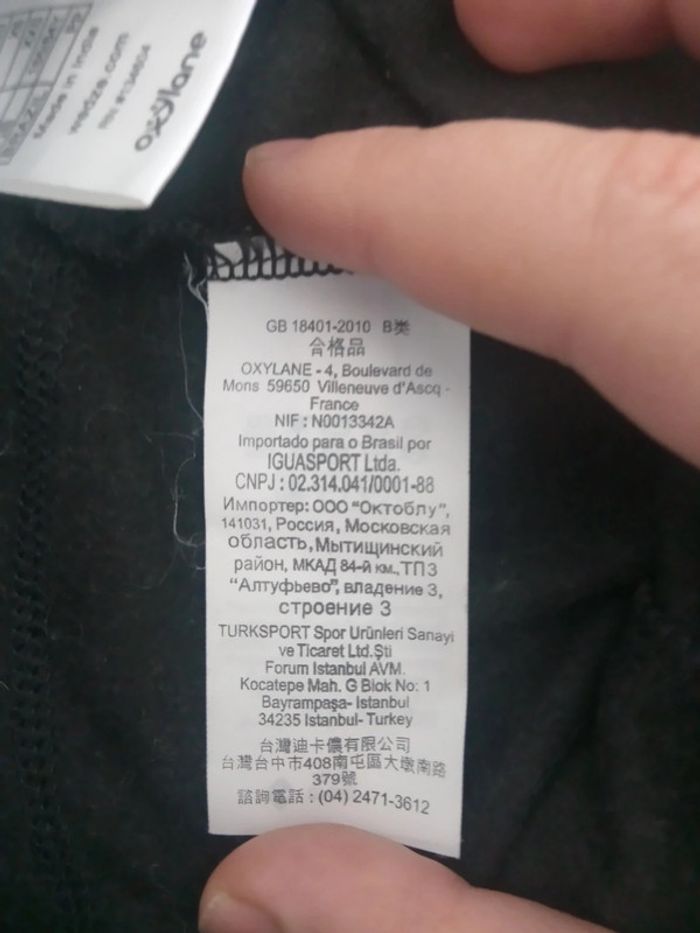 Made in India
wedze.com
oxylane
GB 18401-2010 B类
合格品
OXYLANE - 4, Boulevard de
Mons 59650 Villeneuve d'Ascq -
France
NIF : N0013342A
Importado para o Brasil por
IGUASPORT Ltda.
CNPJ : 02.314.041/0001-88
Импортер: ООО "Октоблу",
141031, Россия, Московская
область, Мытищинский
район, МКАД 84-й км., ТПЗ
"Алтуфьево", владение 3,
строение 3
TURKSPORT Spor Urünleri Sanayi
ve Ticaret Ltd.Şti
Forum Istanbul AVM.
Kocatepe Mah. G Blok No: 1
Bayrampaşa- Istanbul
34235 Istanbul- Turkey
台灣迪卡儂有限公司
台灣台中市408南屯區大墩南路
379號
諮詢電話 : (04) 2471-3612